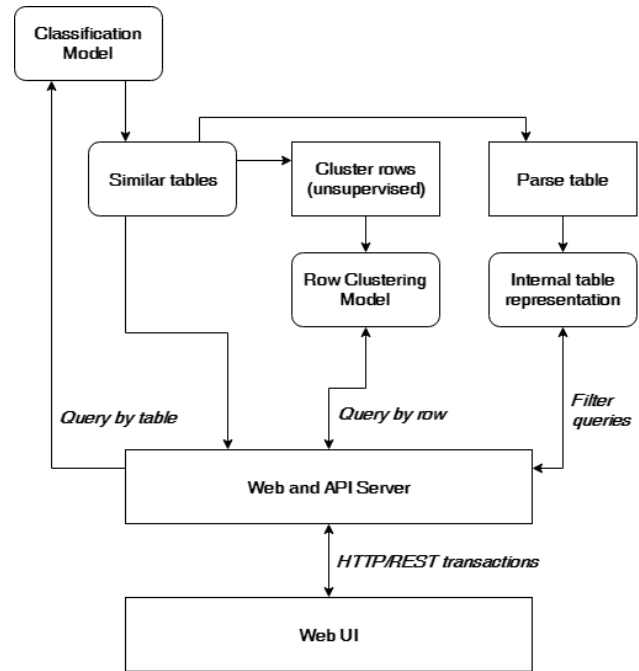 Classification
Model
Similar tables
Cluster rows
(unsupervised)
Parse table
Row Clustering
Model
Internal table
representation
Query by table
Query by row
Filter
queries
Web and API Server
HTTP/REST transactions
Web UI